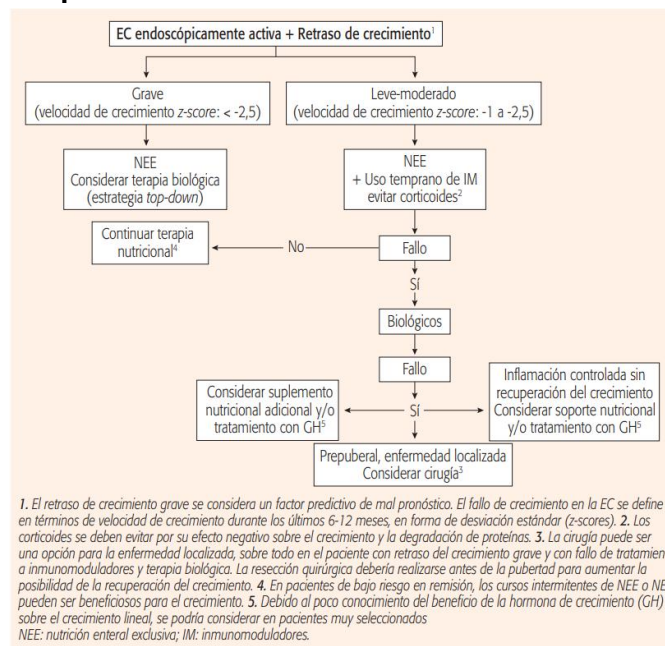 EC endoscópicamente activa + Retraso de crecimiento¹
Grave
(velocidad de crecimiento z-score: < -2,5)
Leve-moderado
(velocidad de crecimiento z-score: -1 a -2,5)
NEE
Considerar terapia biológica
(estrategia top-down)
NEE
+ Uso temprano de IM
evitar corticoides²
Continuar terapia
nutricional⁴
No
Fallo
Sí
Biológicos
Fallo
Considerar suplemento
nutricional adicional y/o
tratamiento con GH⁵
Sí
Inflamación controlada sin
recuperación del crecimiento
Considerar soporte nutricional
y/o tratamiento con GH⁵
Prepuberal, enfermedad localizada
Considerar cirugía³
1. El retraso de crecimiento grave se considera un factor predictivo de mal pronóstico. El fallo de crecimiento en la EC se define
en términos de velocidad de crecimiento durante los últimos 6-12 meses, en forma de desviación estándar (z-scores). 2. Los
corticoides se deben evitar por su efecto negativo sobre el crecimiento y la degradación de proteínas. 3. La cirugía puede ser
una opción para la enfermedad localizada, sobre todo en el paciente con retraso del crecimiento grave y con fallo de tratamien
a inmunomoduladores y terapia biológica. La resección quirúrgica debería realizarse antes de la pubertad para aumentar la
posibilidad de la recuperación del crecimiento. 4. En pacientes de bajo riesgo en remisión, los cursos intermitentes de NEE o NE
pueden ser beneficiosos para el crecimiento. 5. Debido al poco conocimiento del beneficio de la hormona de crecimiento (GH)
sobre el crecimiento lineal, se podría considerar en pacientes muy seleccionados
NEE: nutrición enteral exclusiva; IM: inmunomoduladores.